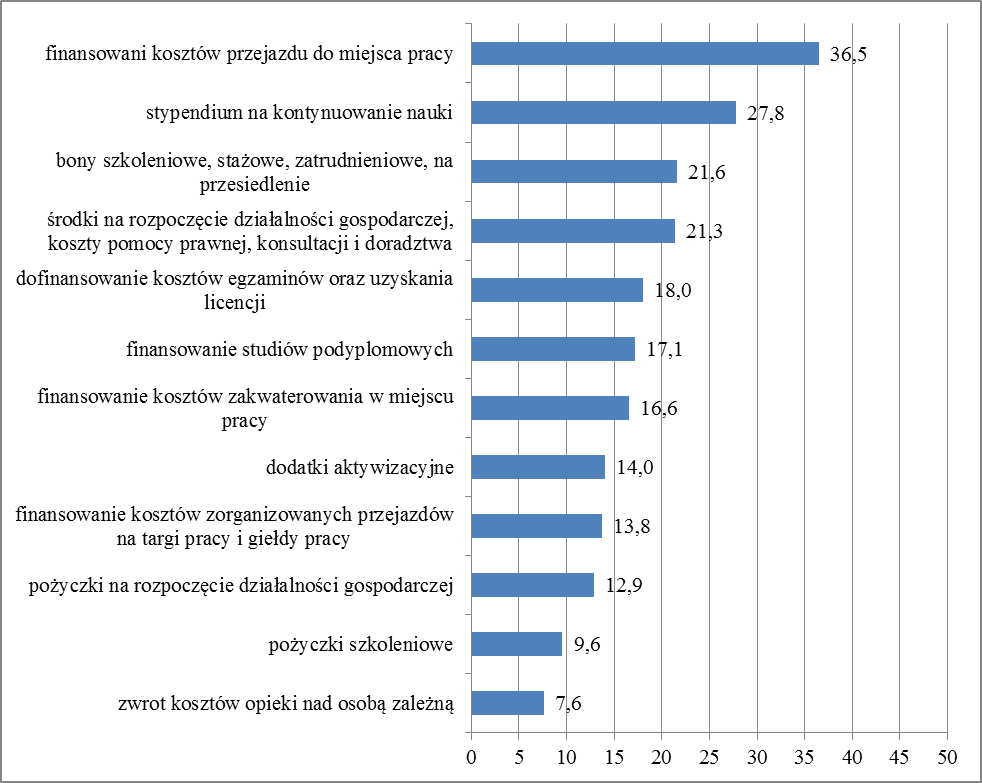 finansowani kosztów przejazdu do miejsca pracy
36,5
stypendium na kontynuowanie nauki
27,8
bony szkoleniowe, stażowe, zatrudnieniowe, na
przesiedlenie
21,6
środki na rozpoczęcie działalności gospodarczej,
koszty pomocy prawnej, konsultacji i doradztwa
21,3
dofinansowanie kosztów egzaminów oraz uzyskania
licencji
18,0
finansowanie studiów podyplomowych
17,1
finansowanie kosztów zakwaterowania w miejscu
pracy
16,6
dodatki aktywizacyjne
14,0
finansowanie kosztów zorganizowanych przejazdów
na targi pracy i giełdy pracy
13,8
pożyczki na rozpoczęcie działalności gospodarczej
12,9
pożyczki szkoleniowe
9,6
zwrot kosztów opieki nad osobą zależną
7,6
0 5 10 15 20 25 30 35 40 45 50